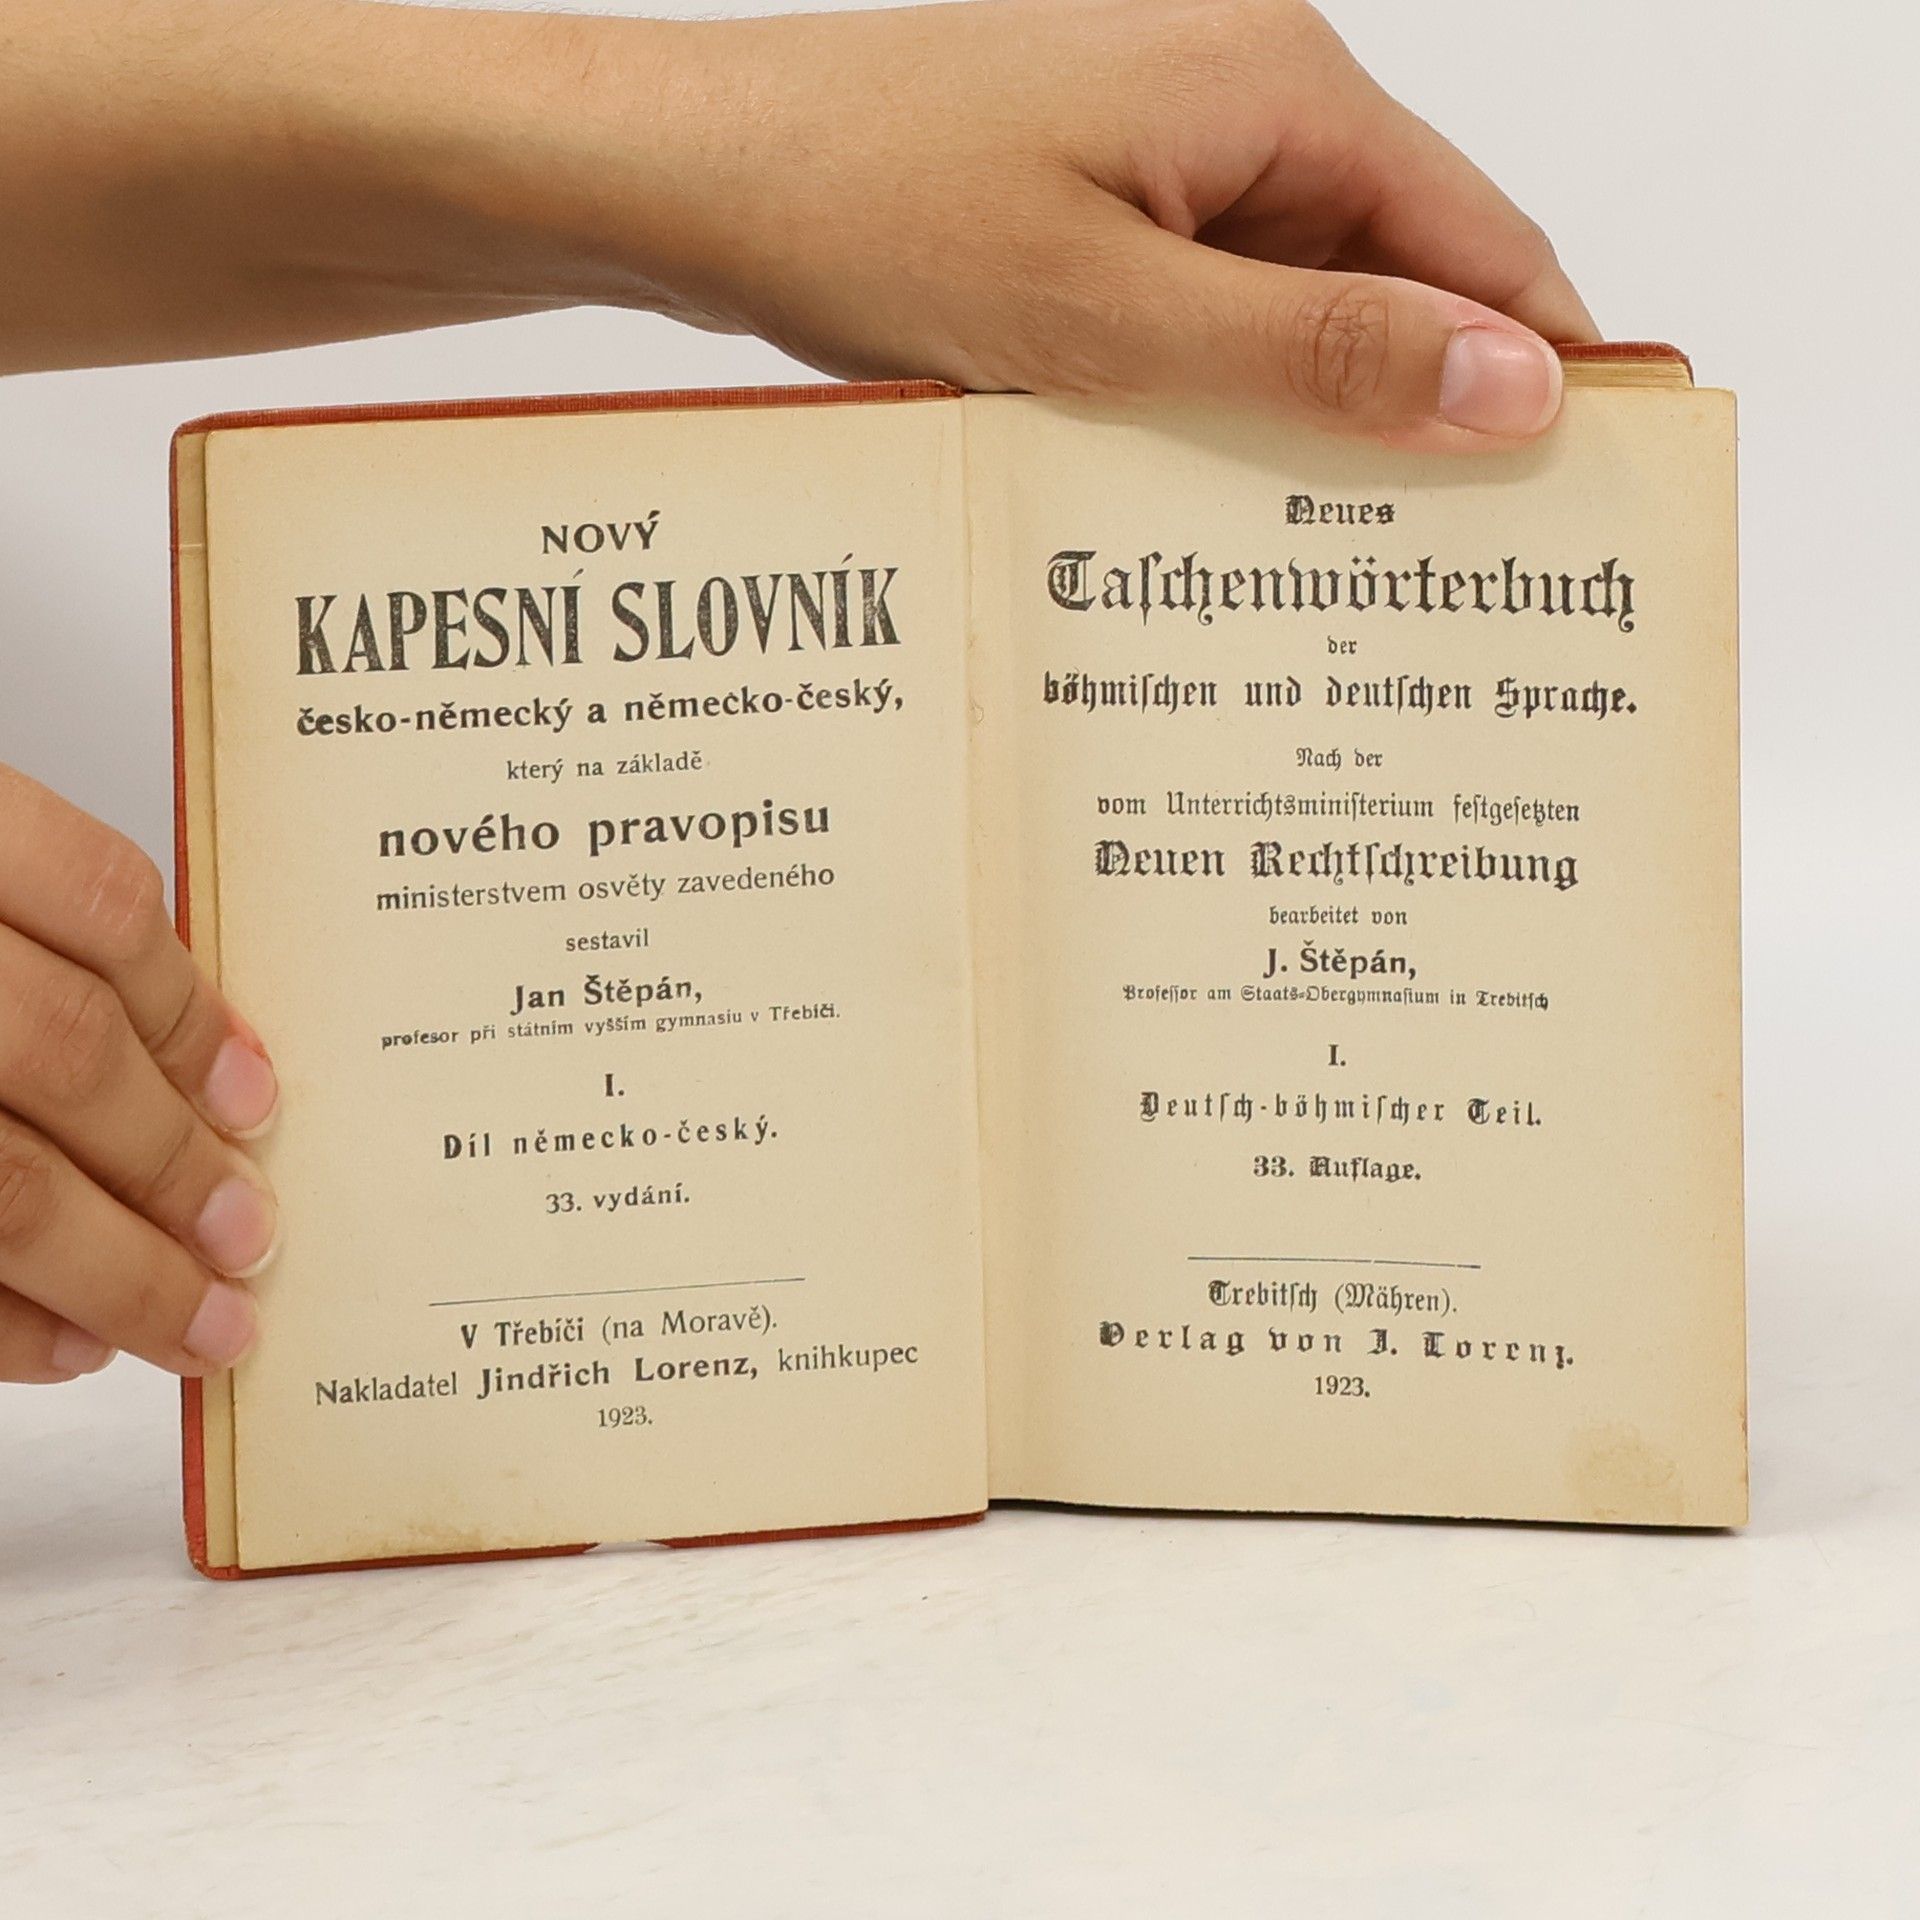 NOVÝ
KAPESNÍ SLOVNÍK
česko-německý a německo-český,
který na základě
nového pravopisu
ministerstvem osvěty zavedeného
sestavil
Jan Štěpán,
profesor při státním vyšším gymnasiu v Třebíči.
I.
Díl německo-český.
33. vydání.
V Třebíči (na Moravě).
Nakladatel Jindřich Lorenz, knihkupec
1923.
Neues
Taſchenwörterbuch
der
böhmiſchen und deutſchen Sprache.
Nach der
vom Unterrichtsminiſterium feſtgeſetzten
Neuen Rechtſchreibung
bearbeitet von
J. Štěpán,
Profeſſor am Staats-Obergymnaſium in Trebitſch
I.
Deutſch-böhmiſcher Teil.
33. Auflage.
Trebitſch (Mähren).
Verlag von J. Lorenz.
1923.